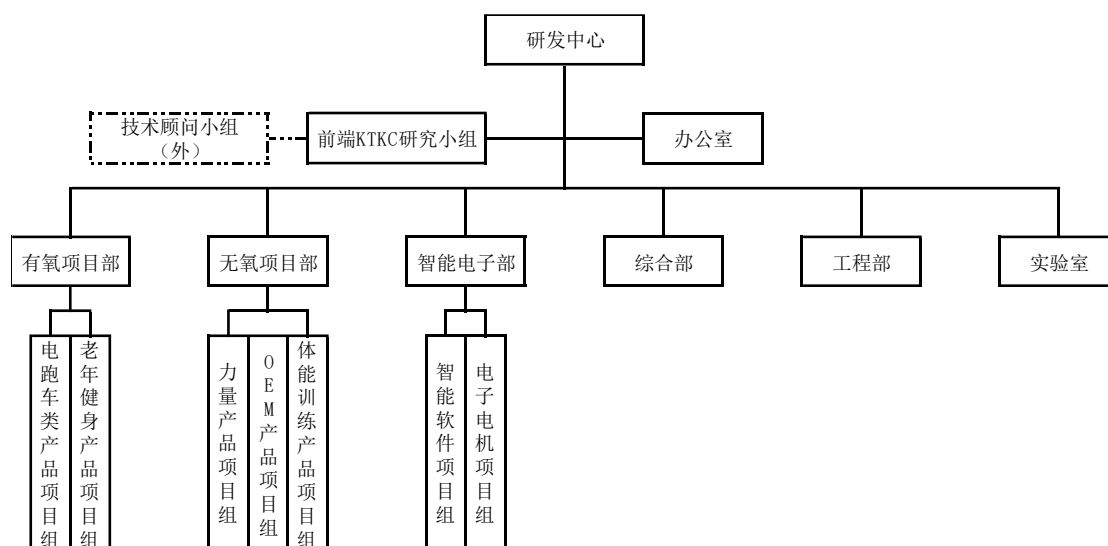 研发中心
技术顾问小组
（外）
前端KTKC研究小组
办公室
有氧项目部
无氧项目部
智能电子部
综合部
工程部
实验室
电跑车类产品项目组
老年健身产品项目组
力量产品项目组
OEM产品项目组
体能训练产品项目组
智能软件项目组
电子电机项目组